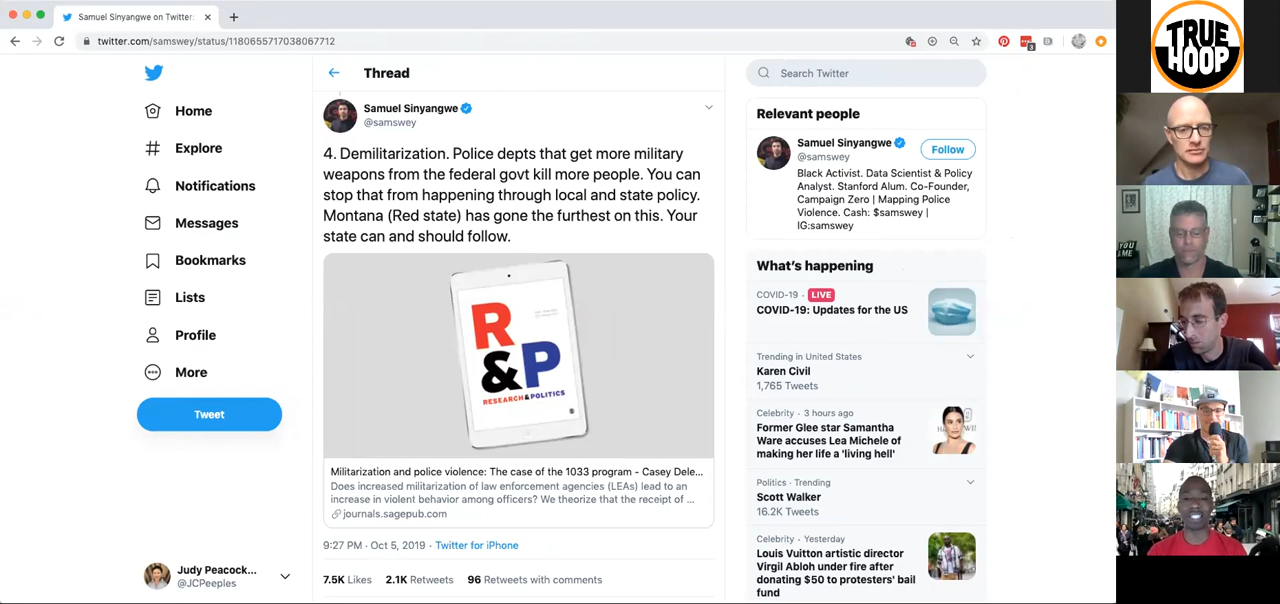 Samuel Sinyangwe on Twitter:
twitter.com/samswey/status/1180655717038067712
3
Home
Explore
Notifications
Messages
Bookmarks
Lists
Profile
More
Tweet
Judy Peacock...
@JCPeeples
Thread
Samuel Sinyangwe
@samswey
4. Demilitarization. Police depts that get more military
weapons from the federal govt kill more people. You can
stop that from happening through local and state policy.
Montana (Red state) has gone the furthest on this. Your
state can and should follow.
R
&P
RESEARCH&POLITICS
Militarization and police violence: The case of the 1033 program - Casey Dele...
Does increased militarization of law enforcement agencies (LEAs) lead to an
increase in violent behavior among officers? We theorize that the receipt of ...
journals.sagepub.com
9:27 PM · Oct 5, 2019 · Twitter for iPhone
7.5K Likes 2.1K Retweets 96 Retweets with comments
Search Twitter
Relevant people
Samuel Sinyangwe
@samswey
Follow
Black Activist. Data Scientist & Policy
Analyst. Stanford Alum. Co-Founder,
Campaign Zero | Mapping Police
Violence. Cash: $samswey |
IG:samswey
What's happening
COVID-19 · LIVE
COVID-19: Updates for the US
Trending in United States
Karen Civil
1,765 Tweets
Celebrity · 3 hours ago
Former Glee star Samantha
Ware accuses Lea Michele of
making her life a 'living hell'
Politics · Trending
Scott Walker
16.2K Tweets
Celebrity · Yesterday
Louis Vuitton artistic director
Virgil Abloh under fire after
donating $50 to protesters' bail
fund
TRUE
HOOP
YOU
ME